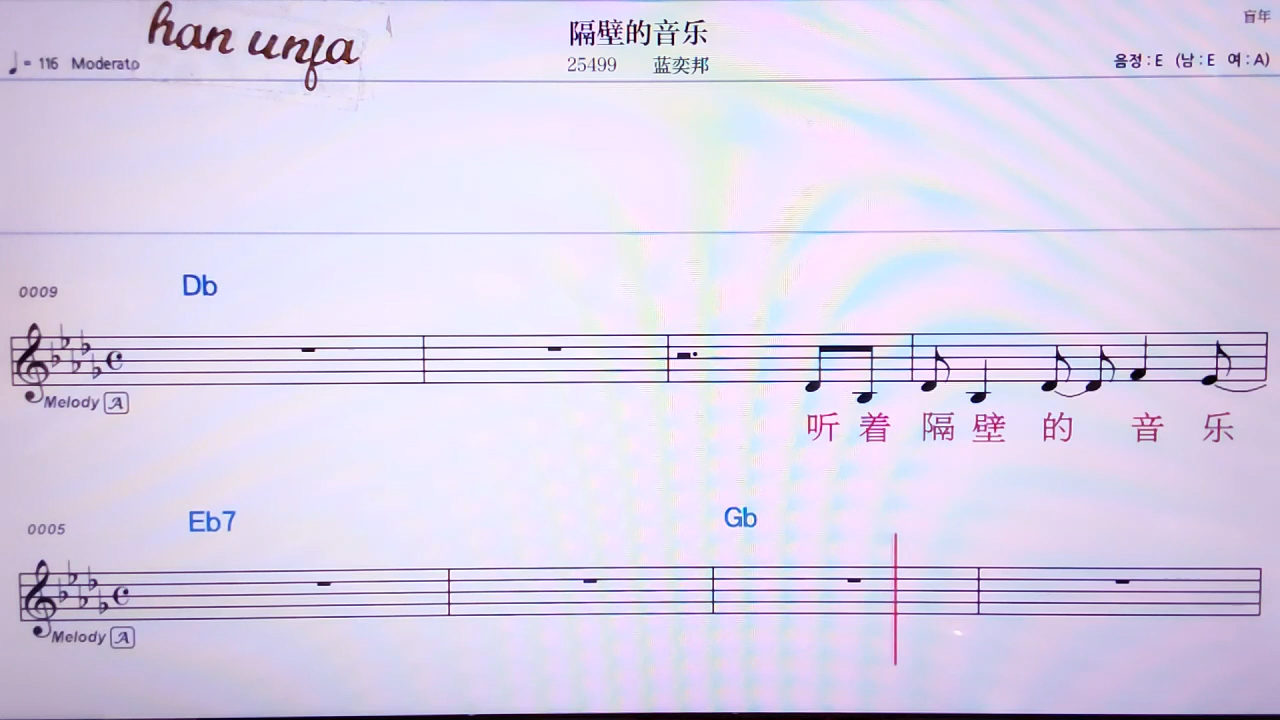 han unfa
隔壁的音乐
盲年
♩= 116 Moderato
25499 蓝奕邦
음정 : E (남 : E 여 : A)
0009
Db
Melody A
听着隔壁的音乐
0005
Eb7 Gb
Melody A